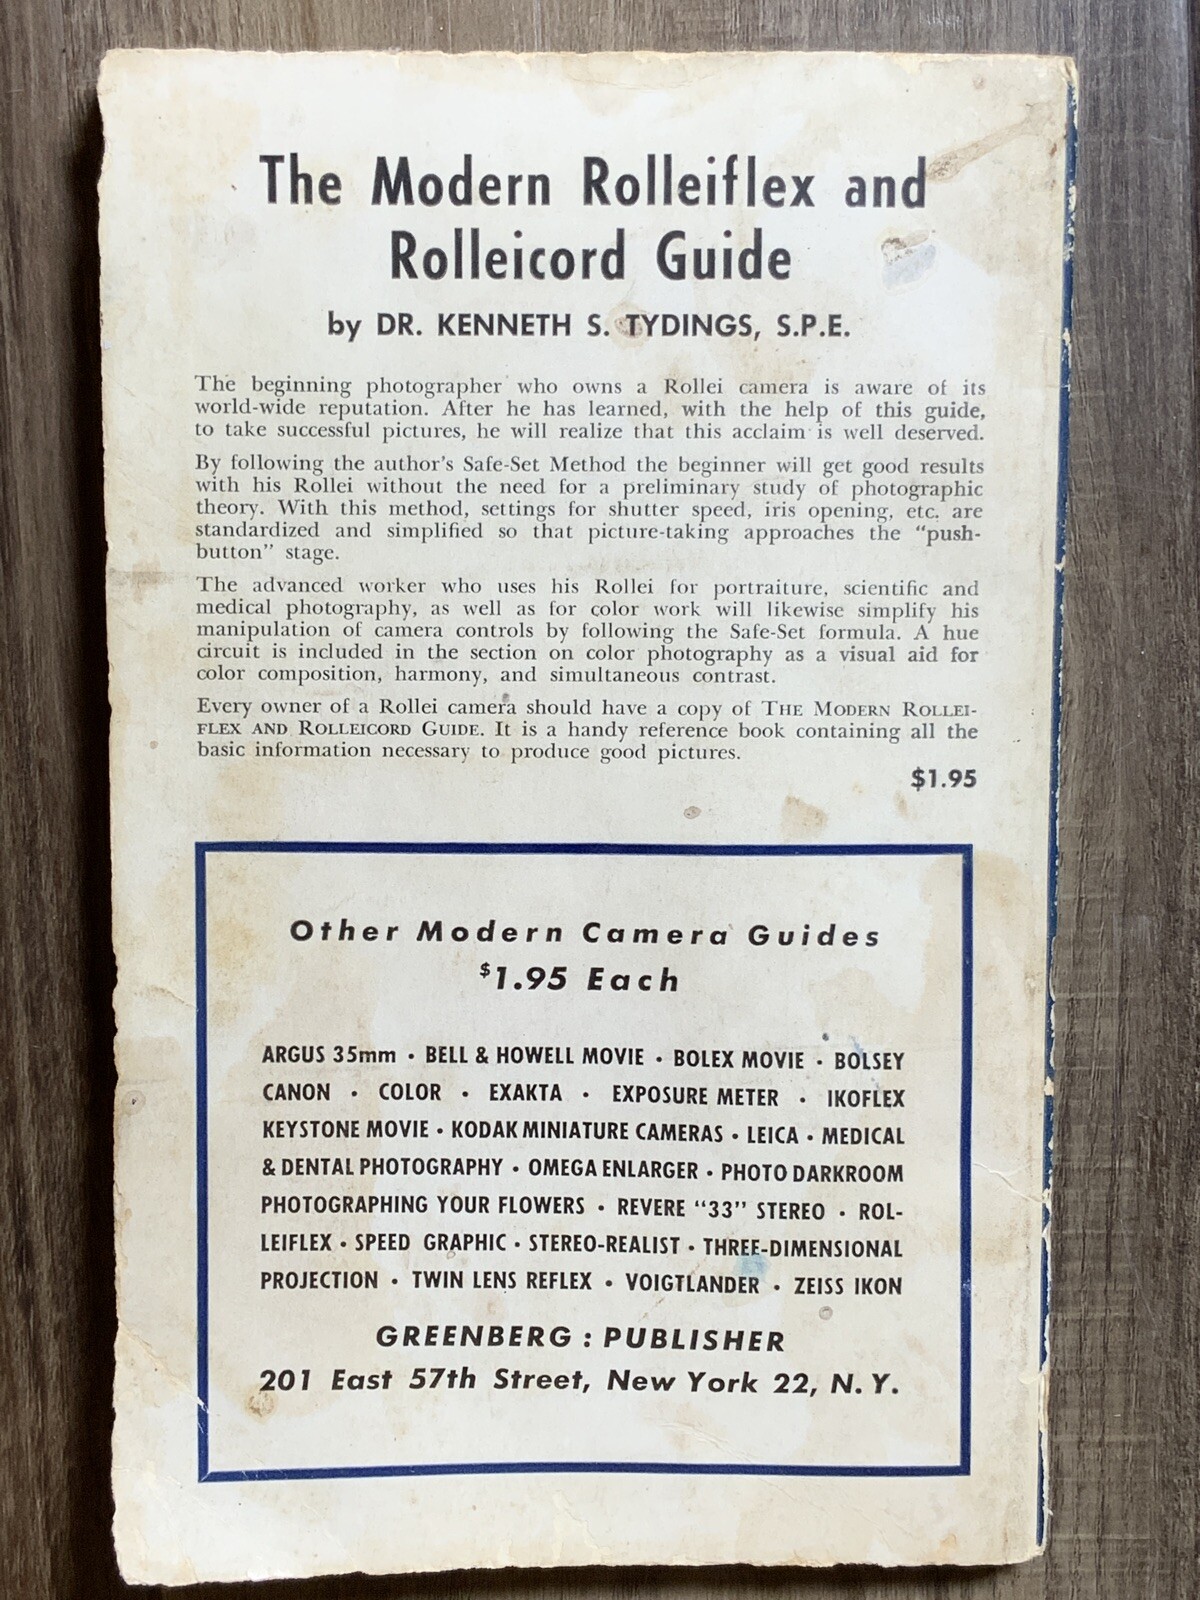 The Modern Rolleiflex and
Rolleicord Guide
by DR. KENNETH S. TYDINGS, S.P.E.
The beginning photographer who owns a Rollei camera is aware of its
world-wide reputation. After he has learned, with the help of this guide,
to take successful pictures, he will realize that this acclaim is well deserved.
By following the author's Safe-Set Method the beginner will get good results
with his Rollei without the need for a preliminary study of photographic
theory. With this method, settings for shutter speed, iris opening, etc. are
standardized and simplified so that picture-taking approaches the "push-
button" stage.
The advanced worker who uses his Rollei for portraiture, scientific and
medical photography, as well as for color work will likewise simplify his
manipulation of camera controls by following the Safe-Set formula. A hue
circuit is included in the section on color photography as a visual aid for
color composition, harmony, and simultaneous contrast.
Every owner of a Rollei camera should have a copy of THE MODERN ROLLEI-
FLEX AND ROLLEICORD GUIDE. It is a handy reference book containing all the
basic information necessary to produce good pictures.
$1.95
Other Modern Camera Guides
$1.95 Each
ARGUS 35mm • BELL & HOWELL MOVIE • BOLEX MOVIE • BOLSEY
CANON • COLOR • EXAKTA • EXPOSURE METER • IKOFLEX
KEYSTONE MOVIE • KODAK MINIATURE CAMERAS • LEICA • MEDICAL
& DENTAL PHOTOGRAPHY • OMEGA ENLARGER • PHOTO DARKROOM
PHOTOGRAPHING YOUR FLOWERS • REVERE "33" STEREO • ROL-
LEIFLEX • SPEED GRAPHIC • STEREO-REALIST • THREE-DIMENSIONAL
PROJECTION • TWIN LENS REFLEX • VOIGTLANDER • ZEISS IKON
GREENBERG : PUBLISHER
201 East 57th Street, New York 22, N. Y.